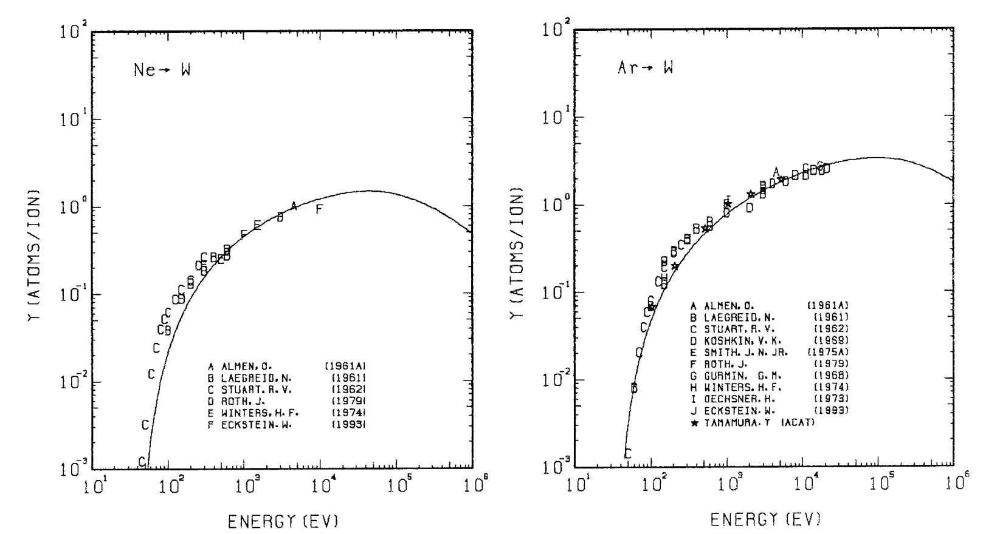 Ne→ W
10²
10¹
10⁰
10⁻¹
10⁻²
10⁻³
Y (ATOMS/ION)
A ALMEN, O. (1961A)
B LAEGREID, N. (1961)
C STUART, R. V. (1962)
D ROTH, J. (1979)
E WINTERS, H. F. (1974)
F ECKSTEIN, W. (1993)
10¹ 10² 10³ 10⁴ 10⁵ 10⁶
ENERGY (EV)
Ar→ W
10²
10¹
10⁰
10⁻¹
10⁻²
10⁻³
Y (ATOMS/ION)
A ALMEN, O. (1961A)
B LAEGREID, N. (1961)
C STUART, R. V. (1962)
D KOSHKIN, V. K. (1969)
E SMITH, J. N. JR. (1975A)
F ROTH, J. (1979)
G GURMIN, G. M. (1968)
H WINTERS, H. F. (1974)
I OECHSNER, H. (1973)
J ECKSTEIN, W. (1993)
★ YAMAMURA, Y (ACAT)
10¹ 10² 10³ 10⁴ 10⁵ 10⁶
ENERGY (EV)